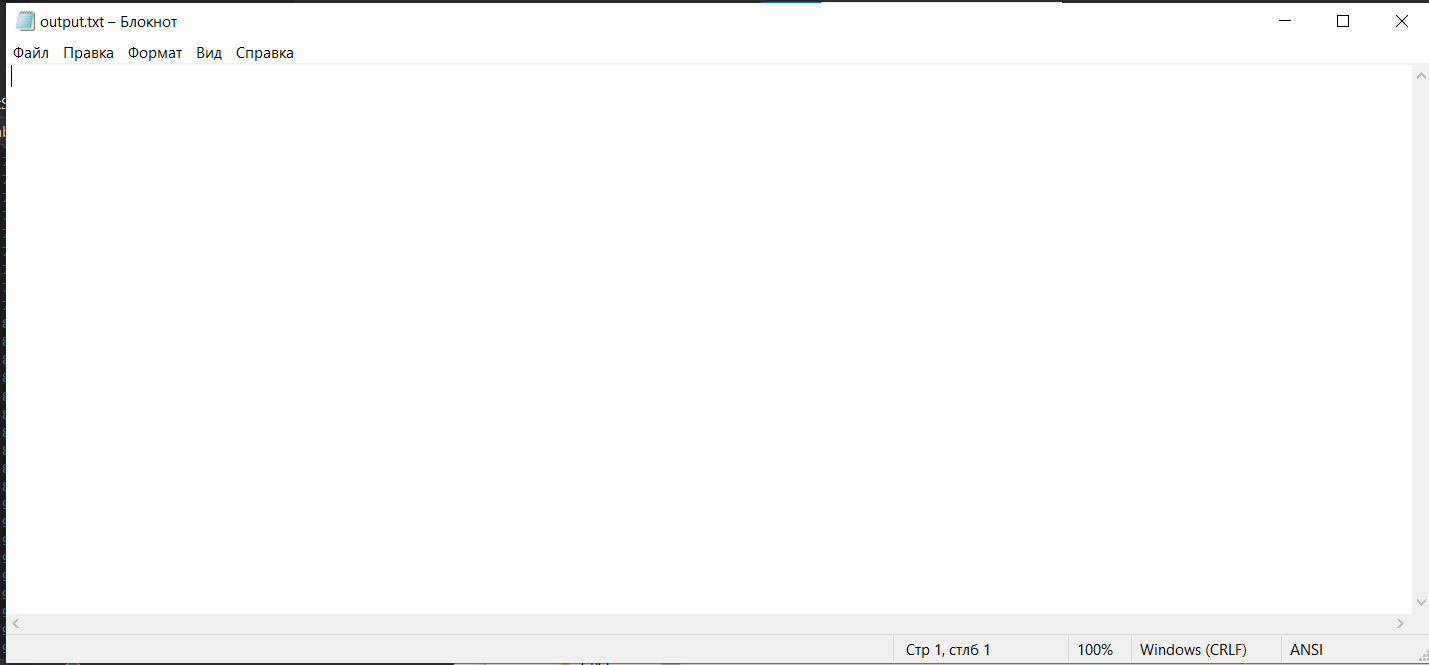 output.txt – Блокнот
Файл Правка Формат Вид Справка
Стр 1, стлб 1 100% Windows (CRLF) ANSI